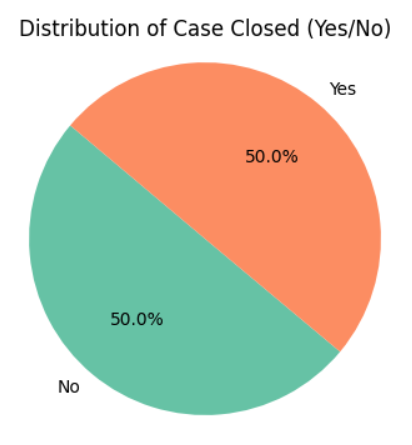 Distribution of Case Closed (Yes/No)
Yes
50.0%
50.0%
No